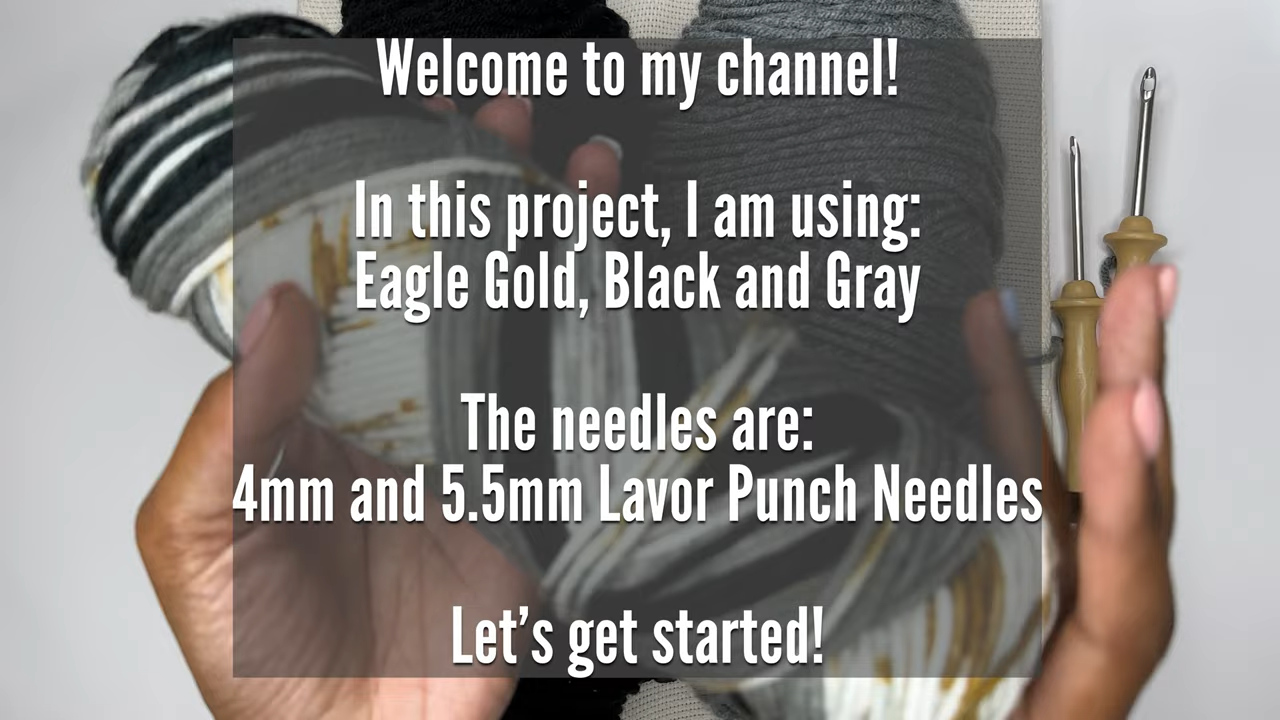 Welcome to my channel!
In this project, I am using:
Eagle Gold, Black and Gray
The needles are:
4mm and 5.5mm Lavor Punch Needles
Let's get started!